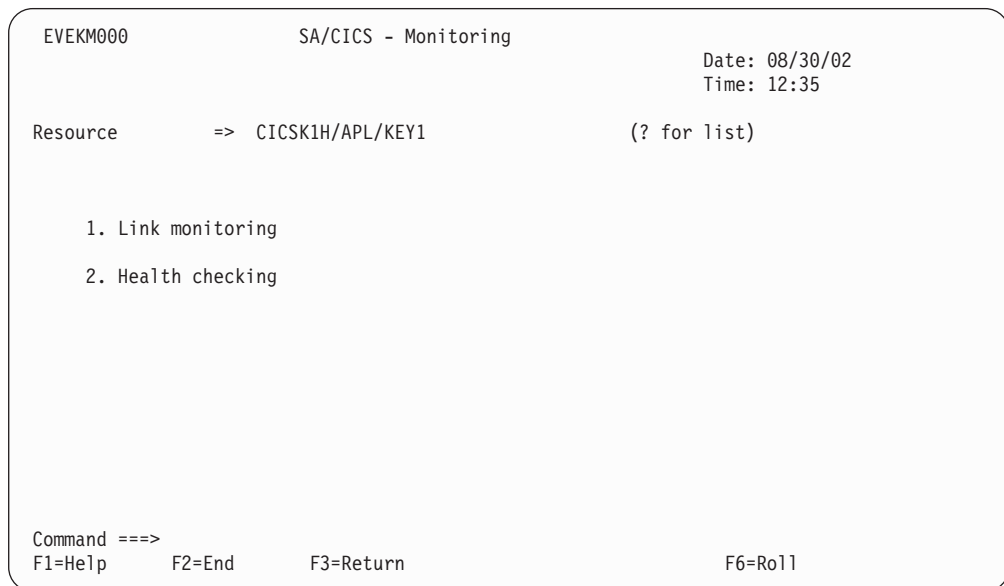 EVEKM000 SA/CICS - Monitoring
Date: 08/30/02
Time: 12:35
Resource => CICSK1H/APL/KEY1 (? for list)
1. Link monitoring
2. Health checking
Command ===>
F1=Help F2=End F3=Return F6=Roll